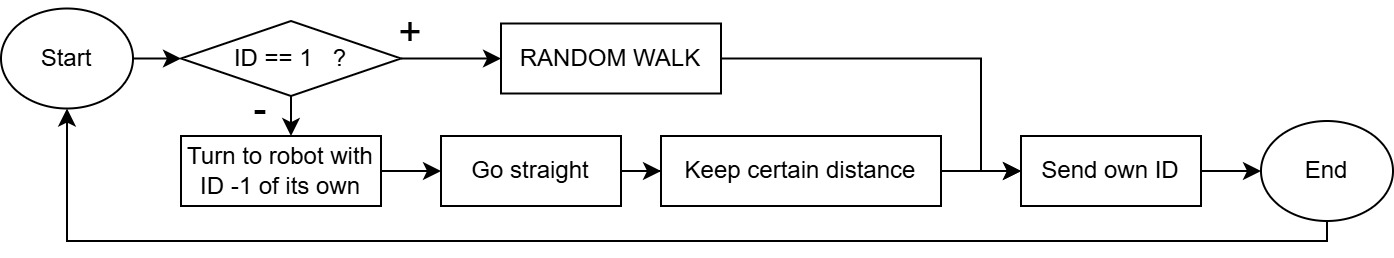 Start
ID == 1 ?
+
RANDOM WALK
-
Turn to robot with
ID -1 of its own
Go straight
Keep certain distance
Send own ID
End